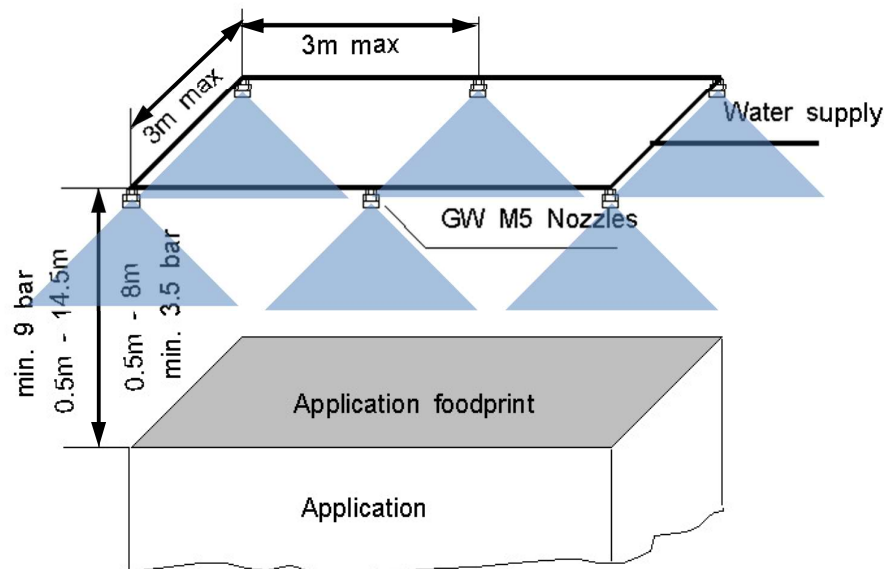 3m max
3m max
Water supply
GW M5 Nozzles
min. 9 bar
0.5m - 14.5m
0.5m - 8m
min. 3.5 bar
Application foodprint
Application